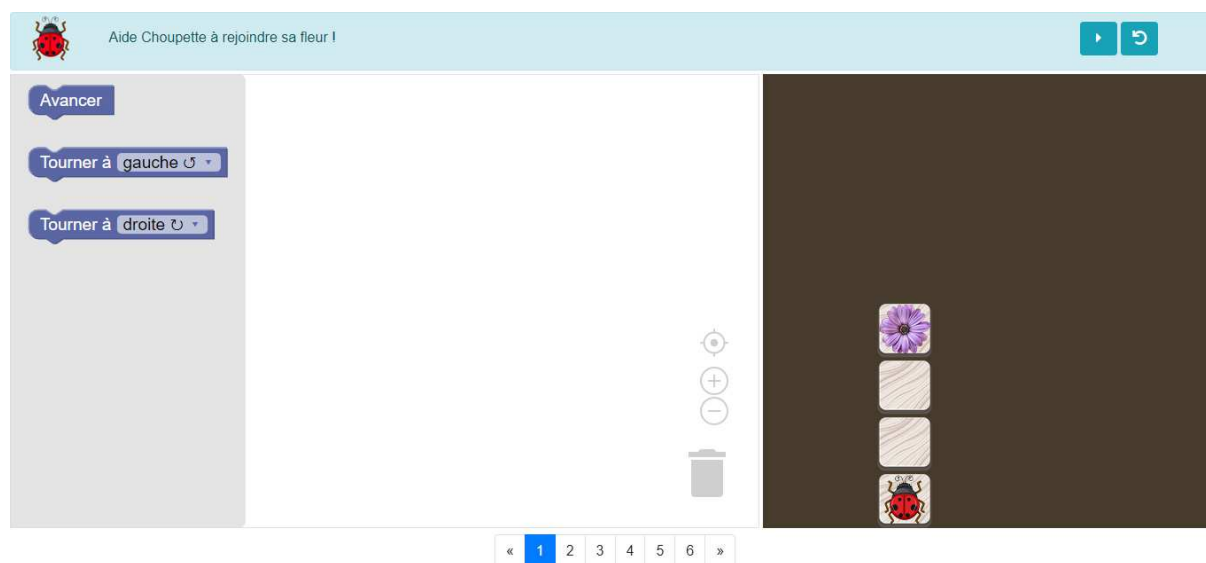 Aide Choupette à rejoindre sa fleur !
Avancer
Tourner à gauche ↺ ▾
Tourner à droite ↻ ▾
« 1 2 3 4 5 6 »